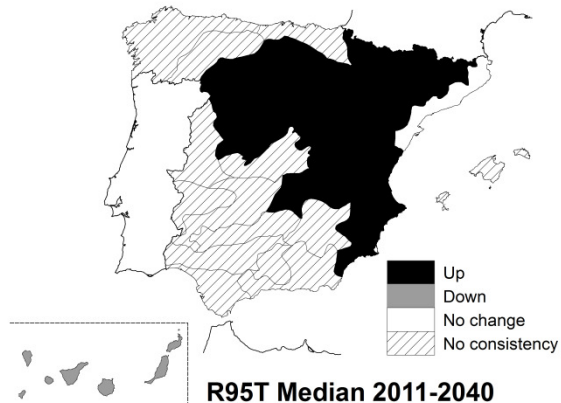 Up
Down
No change
No consistency
R95T Median 2011-2040